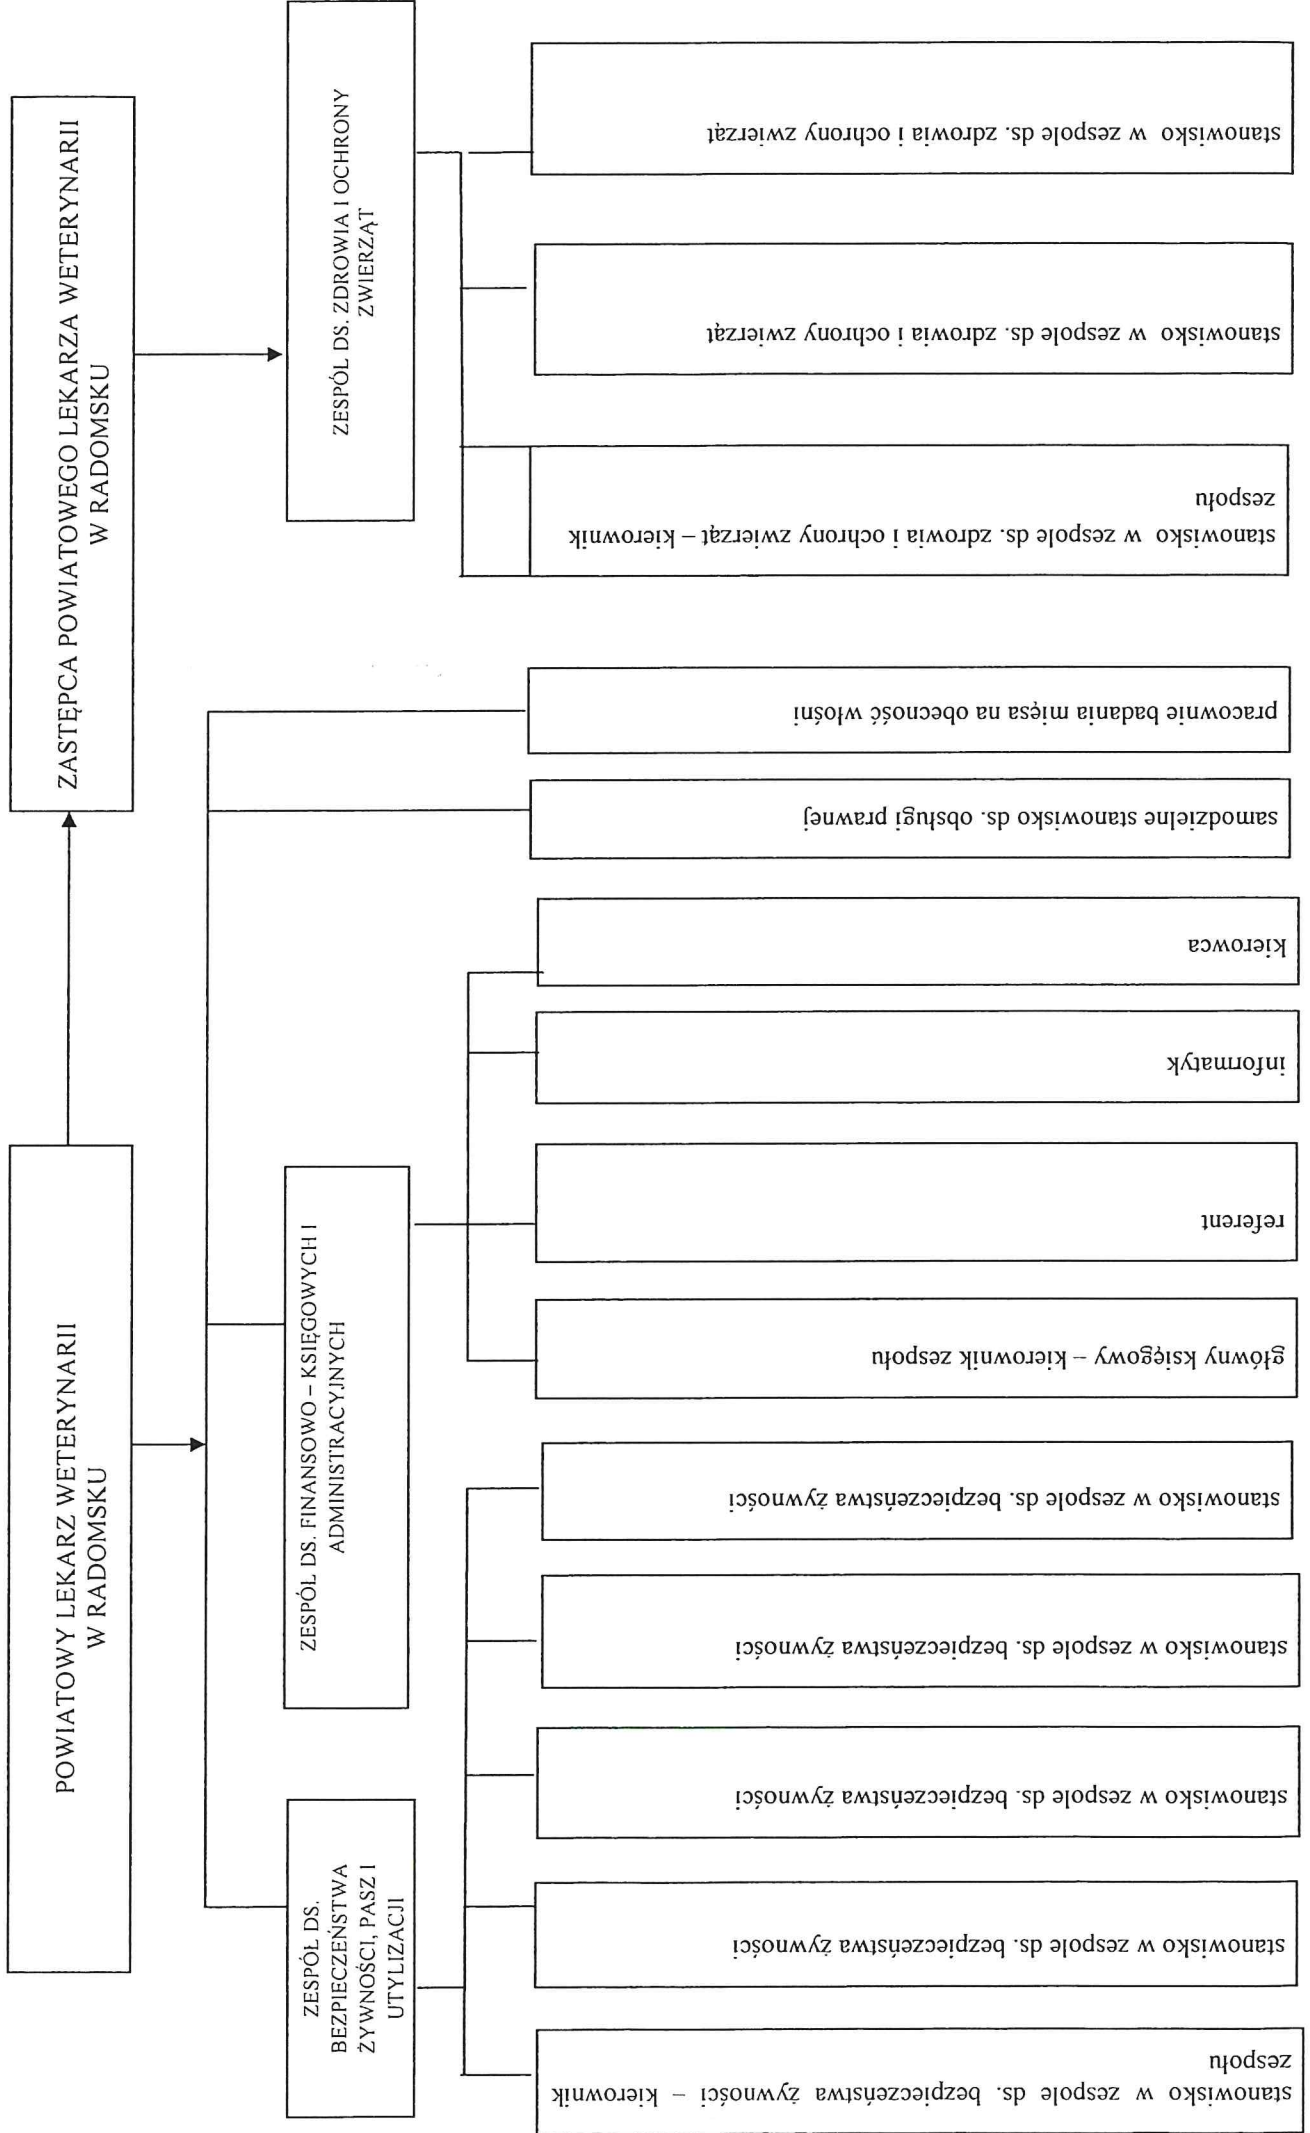 POWIATOWY LEKARZ WETERYNARII
W RADOMSKU
ZASTĘPCA POWIATOWEGO LEKARZA WETERYNARII
W RADOMSKU
ZESPÓŁ DS.
BEZPIECZEŃSTWA
ŻYWNOŚCI, PASZ I
UTYLIZACJI
ZESPÓL DS. FINANSOWO – KSIĘGOWYCH I
ADMINISTRACYJNYCH
ZESPÓL DS. ZDROWIA I OCHRONY
ZWIERZĄT
stanowisko w zespole ds. bezpieczeństwa żywności – kierownik
zespołu
stanowisko w zespole ds. bezpieczeństwa żywności
stanowisko w zespole ds. bezpieczeństwa żywności
stanowisko w zespole ds. bezpieczeństwa żywności
stanowisko w zespole ds. bezpieczeństwa żywności
główny księgowy – kierownik zespołu
referent
informatyk
kierowca
samodzielne stanowisko ds. obsługi prawnej
pracownie badania mięsa na obecność włośni
stanowisko w zespole ds. zdrowia i ochrony zwierząt – kierownik
zespołu
stanowisko w zespole ds. zdrowia i ochrony zwierząt
stanowisko w zespole ds. zdrowia i ochrony zwierząt